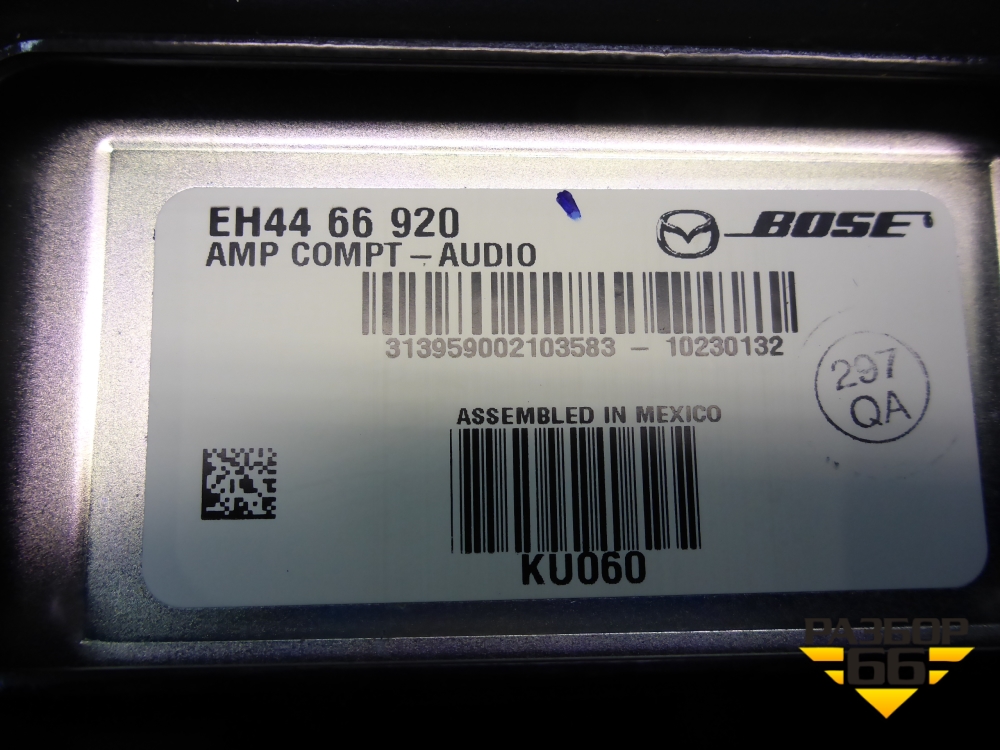 EH44 66 920
AMP COMPT – AUDIO
BOSE
313959002103583 – 10230132
297
QA
ASSEMBLED IN MEXICO
KU060
РАЗБОР
66